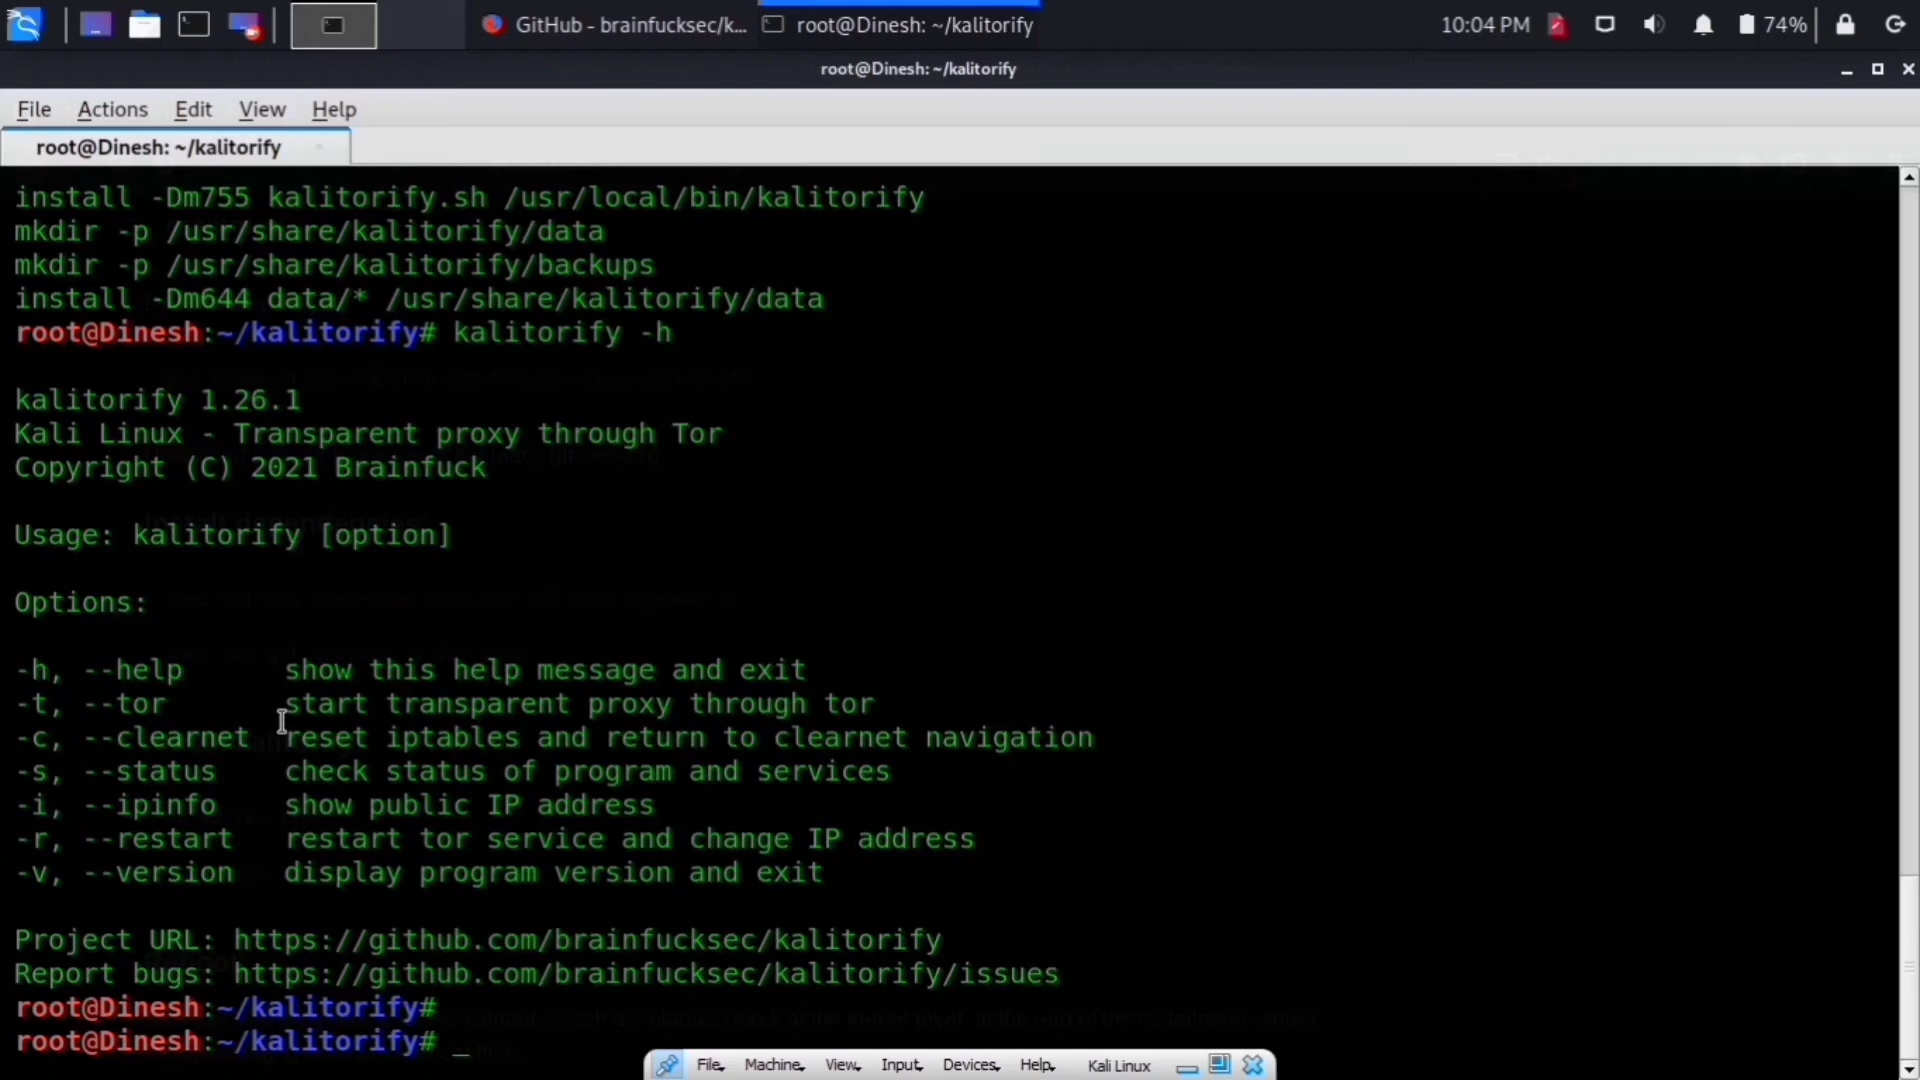 GitHub - brainfucksec/k...
root@Dinesh: ~/kalitorify
10:04 PM
74%
root@Dinesh: ~/kalitorify
File Actions Edit View Help
root@Dinesh: ~/kalitorify
install -Dm755 kalitorify.sh /usr/local/bin/kalitorify
mkdir -p /usr/share/kalitorify/data
mkdir -p /usr/share/kalitorify/backups
install -Dm644 data/* /usr/share/kalitorify/data
root@Dinesh:~/kalitorify# kalitorify -h
kalitorify 1.26.1
Kali Linux - Transparent proxy through Tor
Copyright (C) 2021 Brainfuck
Usage: kalitorify [option]
Options:
-h, --help show this help message and exit
-t, --tor start transparent proxy through tor
-c, --clearnet reset iptables and return to clearnet navigation
-s, --status check status of program and services
-i, --ipinfo show public IP address
-r, --restart restart tor service and change IP address
-v, --version display program version and exit
Project URL: https://github.com/brainfucksec/kalitorify
Report bugs: https://github.com/brainfucksec/kalitorify/issues
root@Dinesh:~/kalitorify#
root@Dinesh:~/kalitorify# _
File Machine View Input Devices Help Kali Linux